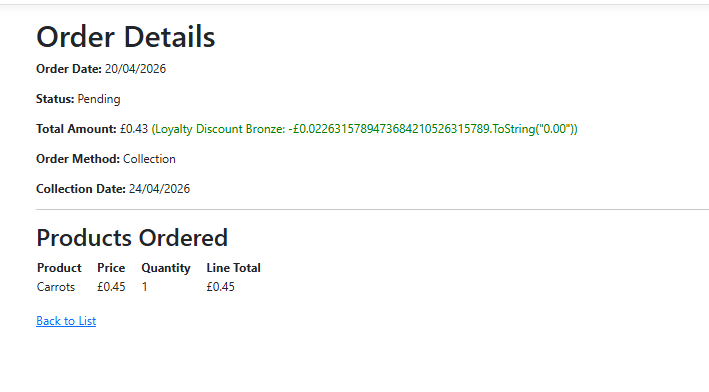 Order Details
Order Date: 20/04/2026
Status: Pending
Total Amount: £0.43 (Loyalty Discount Bronze: -£0.0226315789473684210526315789.ToString("0.00"))
Order Method: Collection
Collection Date: 24/04/2026
Products Ordered
Product Price Quantity Line Total
Carrots £0.45 1 £0.45
Back to List